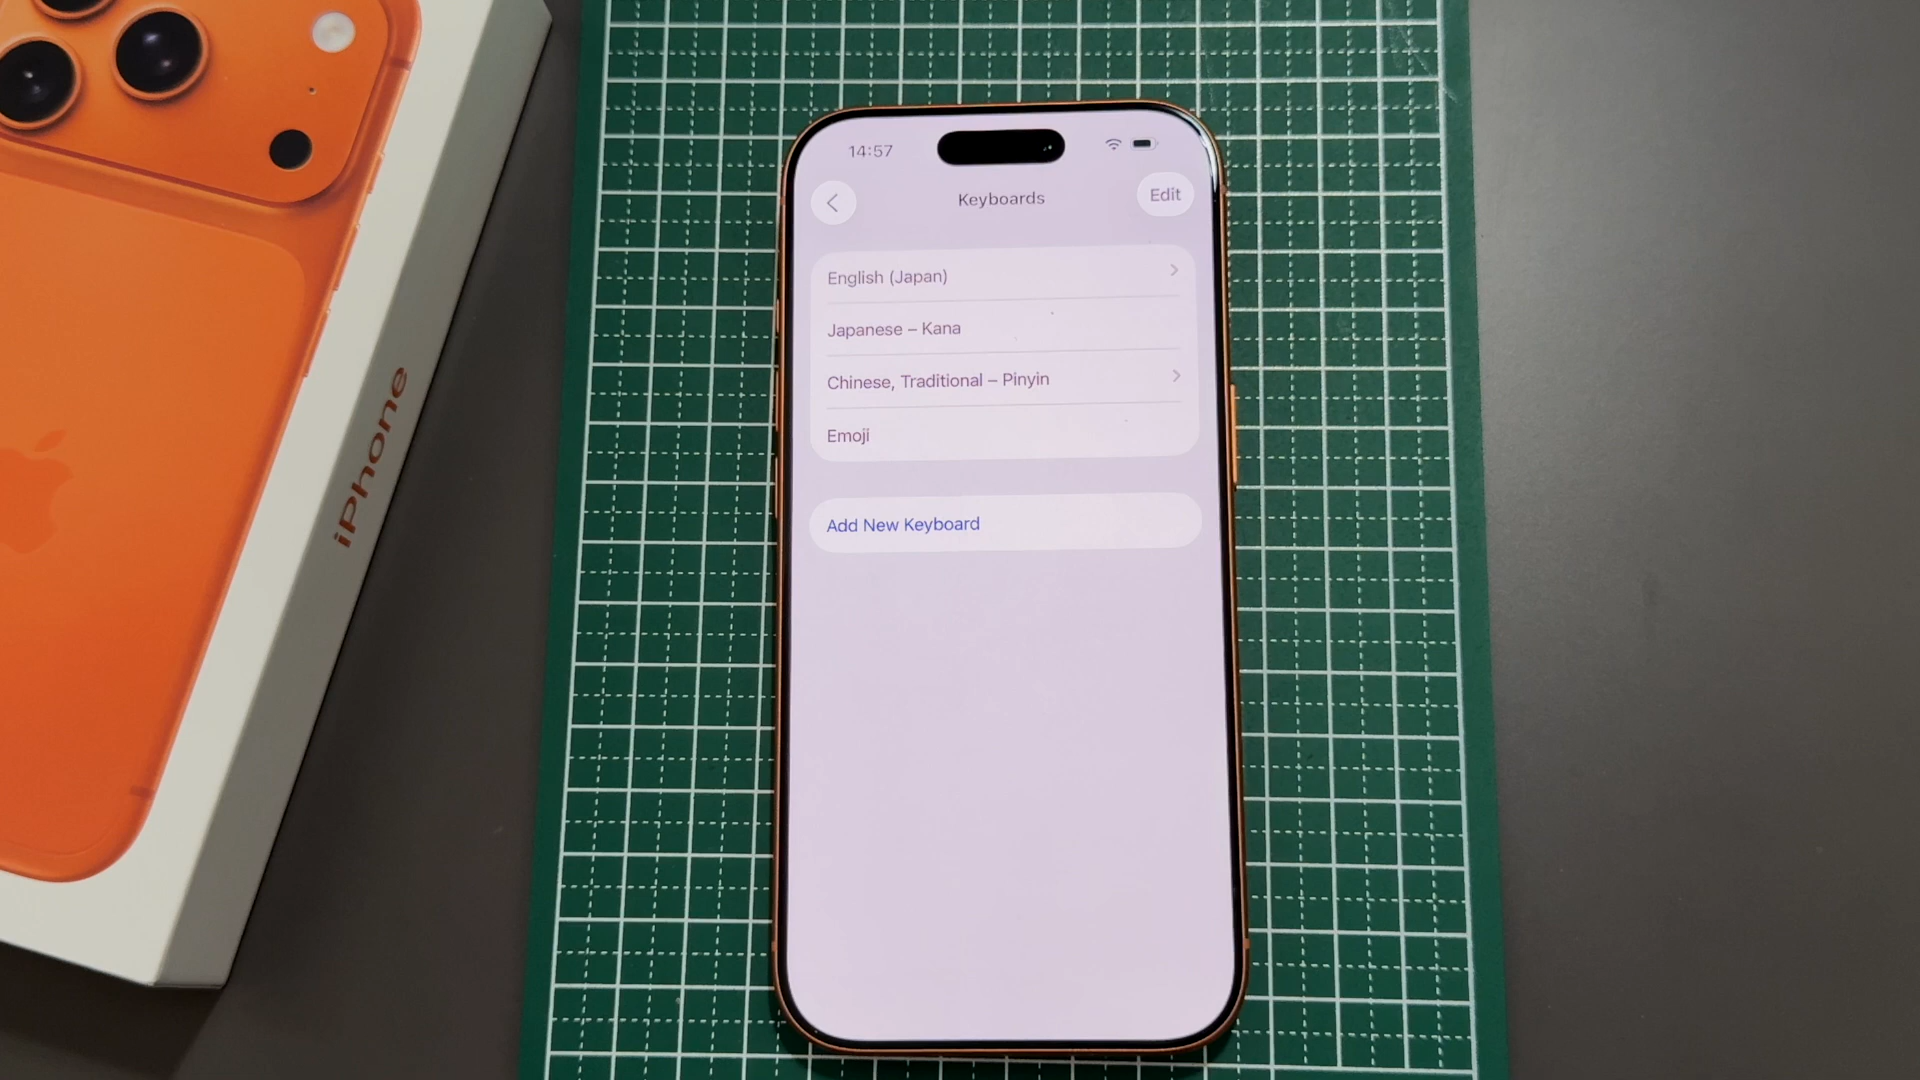 14:57
Keyboards
Edit
English (Japan)
Japanese – Kana
Chinese, Traditional – Pinyin
Emoji
Add New Keyboard
iPhone